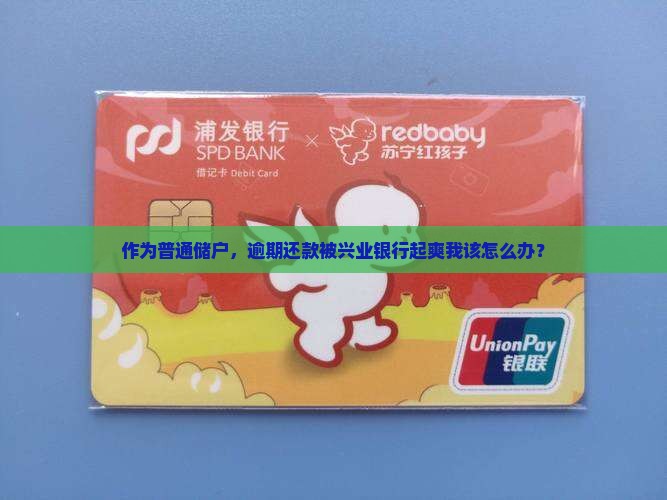 浦发银行
SPD BANK
借记卡 Debit Card
×
redbaby
苏宁红孩子
作为普通储户，逾期还款被兴业银行起爽我该怎么办？
UnionPay
银联